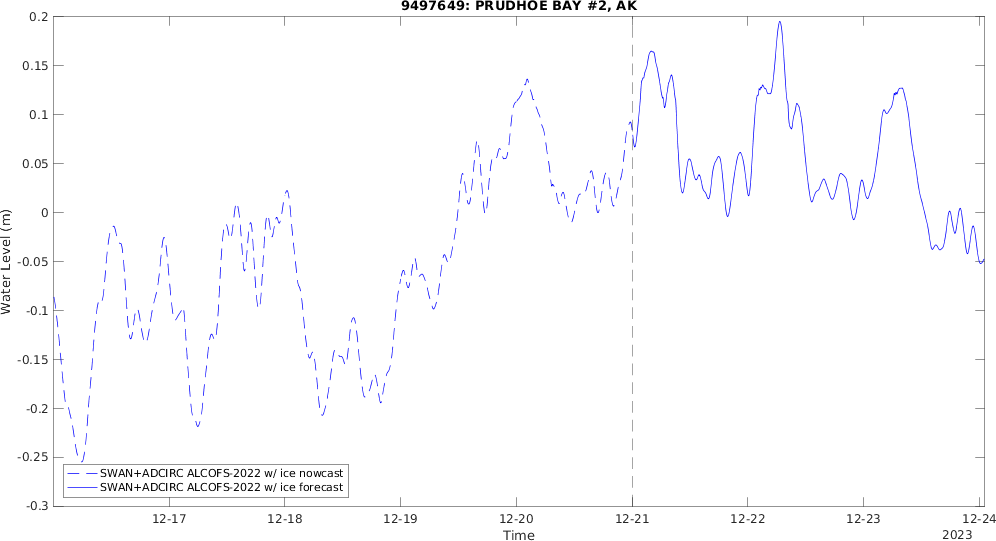 9497649: PRUDHOE BAY #2, AK
0.2
0.15
0.1
0.05
0
-0.05
-0.1
-0.15
-0.2
-0.25
-0.3
Water Level (m)
SWAN+ADCIRC ALCOFS-2022 w/ ice nowcast
SWAN+ADCIRC ALCOFS-2022 w/ ice forecast
12-17 12-18 12-19 12-20 12-21 12-22 12-23 12-24
Time
2023